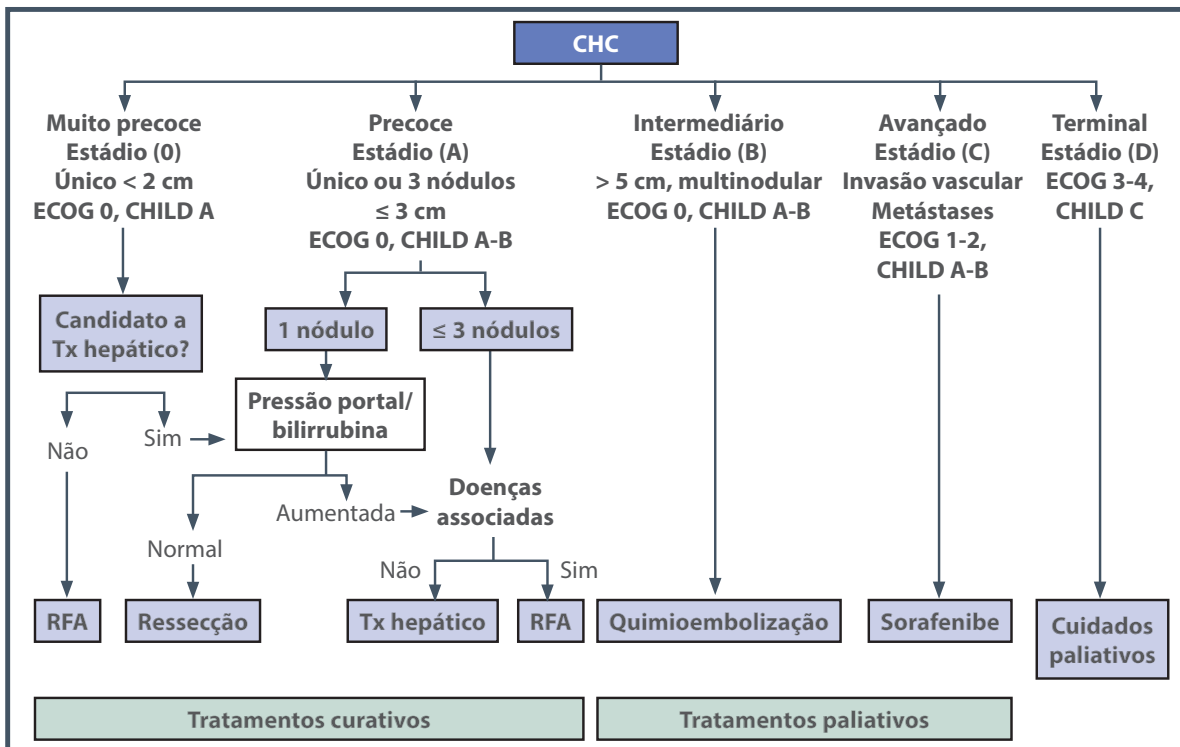 CHC
Muito precoce
Estádio (0)
Único < 2 cm
ECOG 0, CHILD A
Precoce
Estádio (A)
Único ou 3 nódulos
≤ 3 cm
ECOG 0, CHILD A-B
Intermediário
Estádio (B)
> 5 cm, multinodular
ECOG 0, CHILD A-B
Avançado
Estádio (C)
Invasão vascular
Metástases
ECOG 1-2,
CHILD A-B
Terminal
Estádio (D)
ECOG 3-4,
CHILD C
Candidato a
Tx hepático?
1 nódulo
≤ 3 nódulos
Pressão portal/
bilirrubina
Não
Sim
Doenças
associadas
Aumentada
Normal
Não
Sim
RFA
Ressecção
Tx hepático
RFA
Quimioembolização
Sorafenibe
Cuidados
paliativos
Tratamentos curativos
Tratamentos paliativos